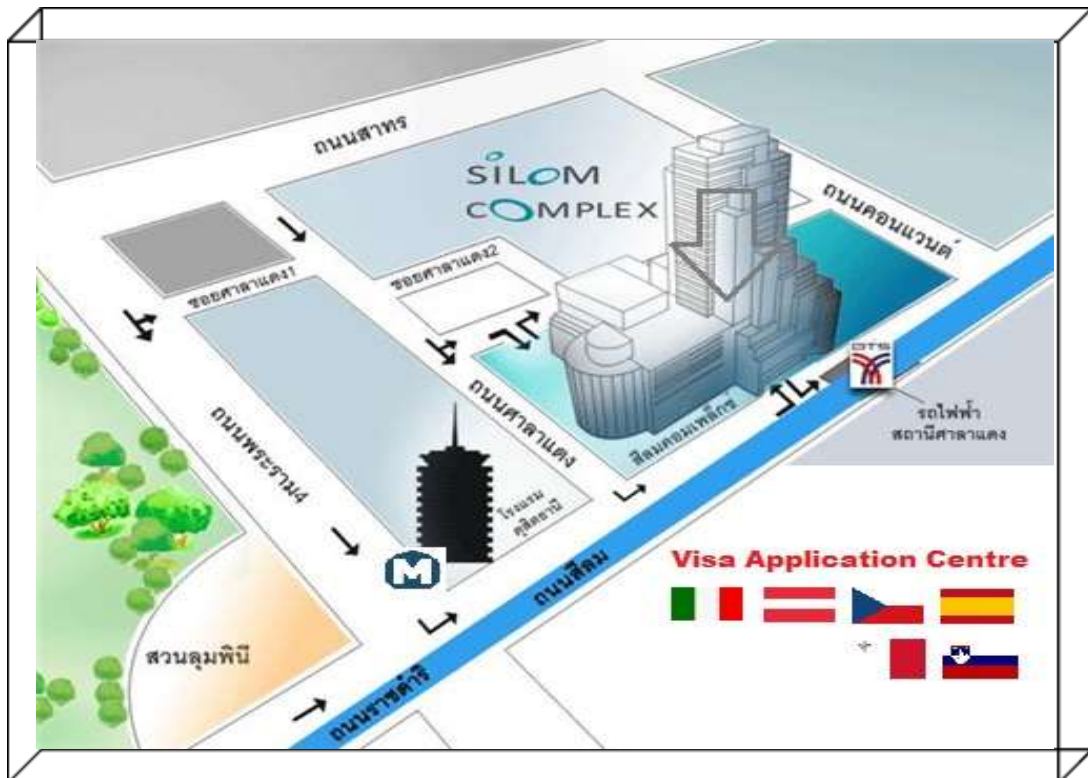 ถนนสาทร
SILOM
COMPLEX
ถนนคอนแวนต์
ซอยศาลาแดง1
ซอยศาลาแดง2
BTS
รถไฟฟ้า
สถานีศาลาแดง
ถนนพระราม4
ถนนศาลาแดง
สีลมคอมเพล็กซ์
โรงแรม
ดุสิตธานี
M
ถนนสีลม
Visa Application Centre
สวนลุมพินี
ถนนราชดำริ